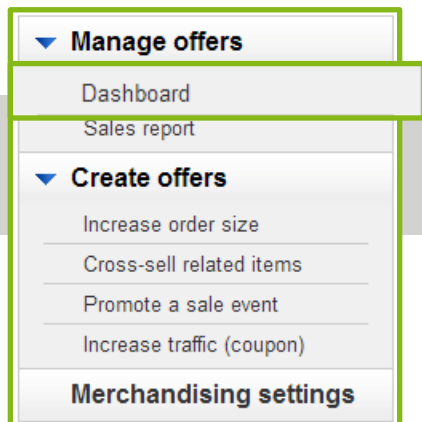 Manage offers
Dashboard
Sales report
Create offers
Increase order size
Cross-sell related items
Promote a sale event
Increase traffic (coupon)
Merchandising settings